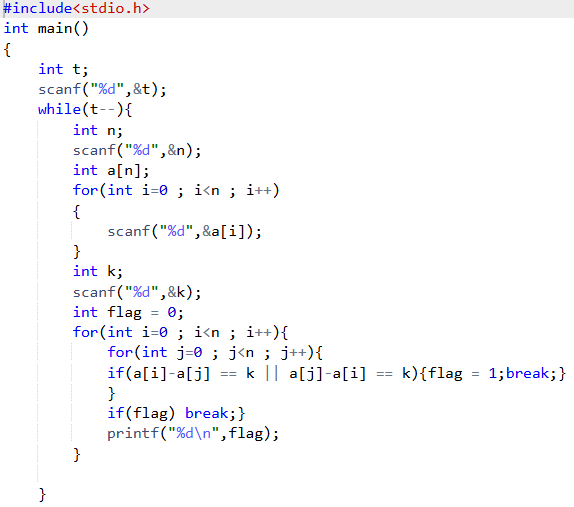 #include<stdio.h>
int main()
{
    int t;
    scanf("%d",&t);
    while(t--){
        int n;
        scanf("%d",&n);
        int a[n];
        for(int i=0 ; i<n ; i++)
        {
            scanf("%d",&a[i]);
        }
        int k;
        scanf("%d",&k);
        int flag = 0;
        for(int i=0 ; i<n ; i++){
            for(int j=0 ; j<n ; j++){
            if(a[i]-a[j] == k || a[j]-a[i] == k){flag = 1;break;}
            }
            if(flag) break;}
            printf("%d\n",flag);
        }
    }